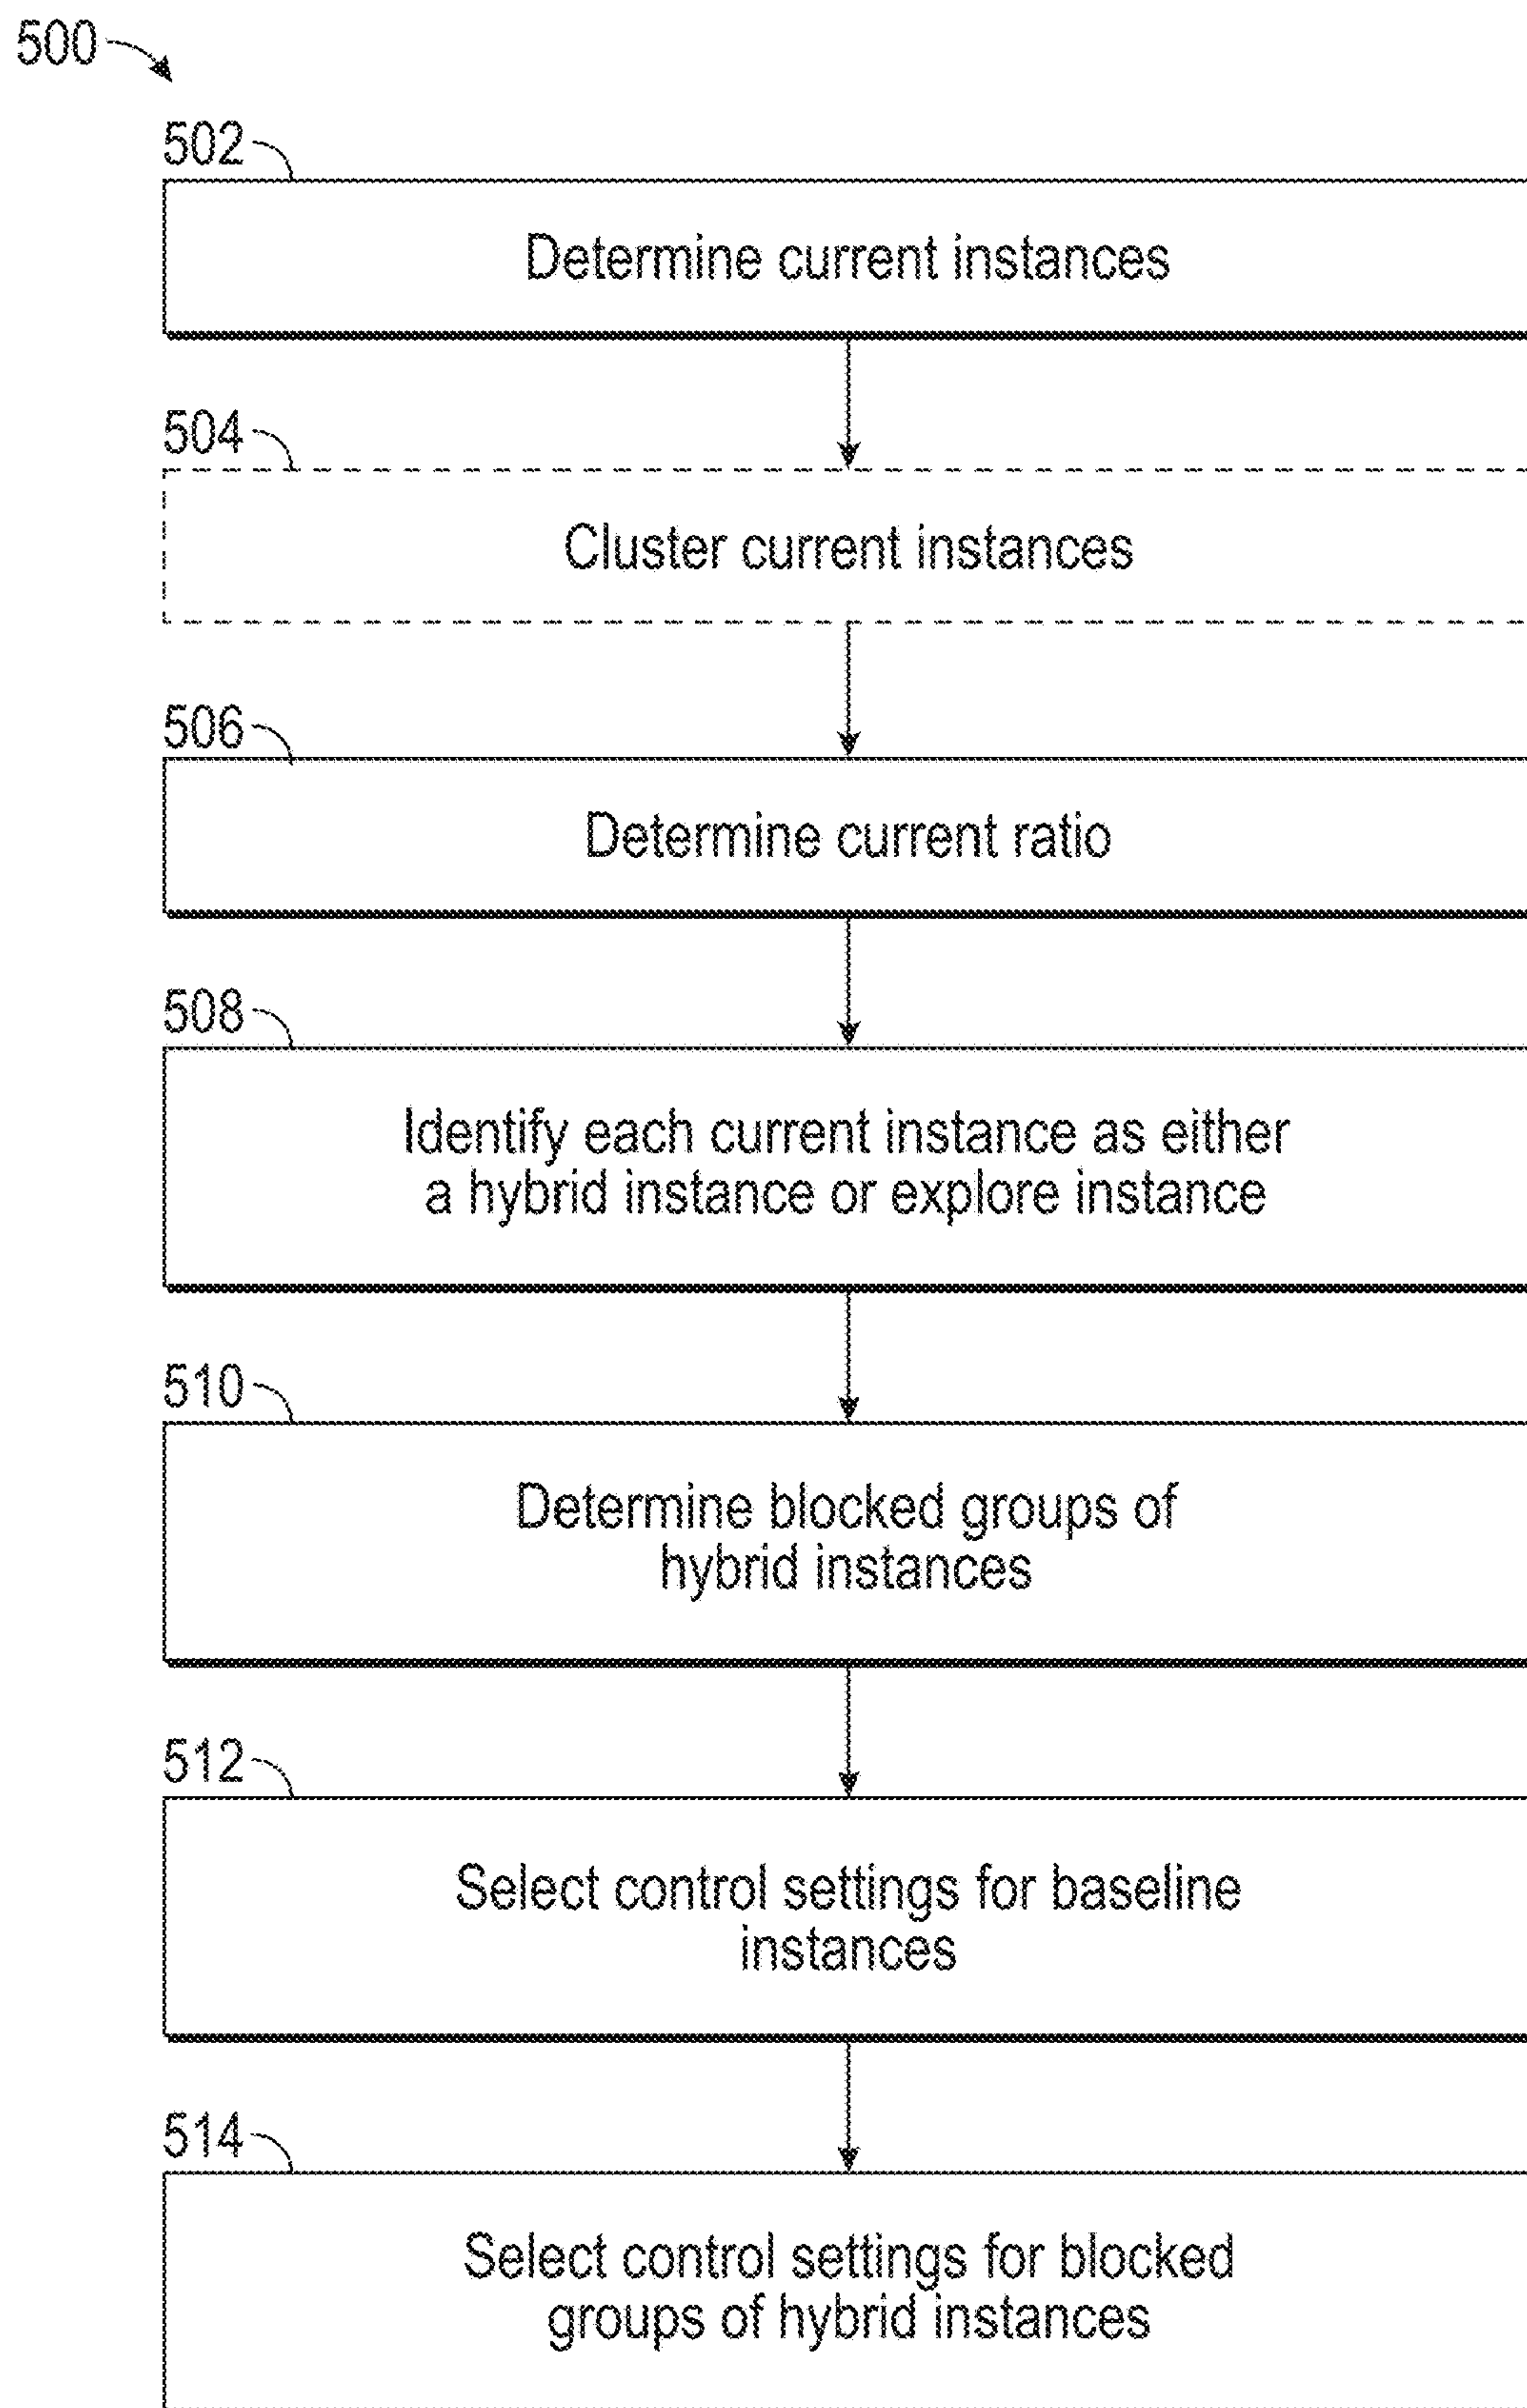 500
502
Determine current instances
504
Cluster current instances
506
Determine current ratio
508
Identify each current instance as either
a hybrid instance or explore instance
510
Determine blocked groups of
hybrid instances
512
Select control settings for baseline
instances
514
Select control settings for blocked
groups of hybrid instances